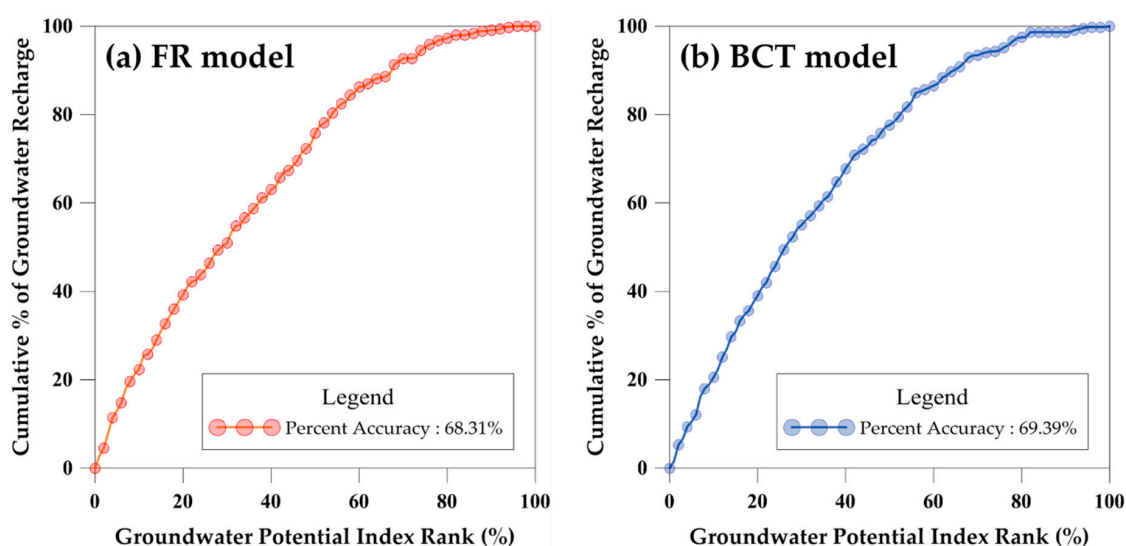 (a) FR model
Cumulative % of Groundwater Recharge
100
80
60
40
20
0
Legend
Percent Accuracy : 68.31%
0 20 40 60 80 100
Groundwater Potential Index Rank (%)
(b) BCT model
Cumulative % of Groundwater Recharge
100
80
60
40
20
0
Legend
Percent Accuracy : 69.39%
0 20 40 60 80 100
Groundwater Potential Index Rank (%)